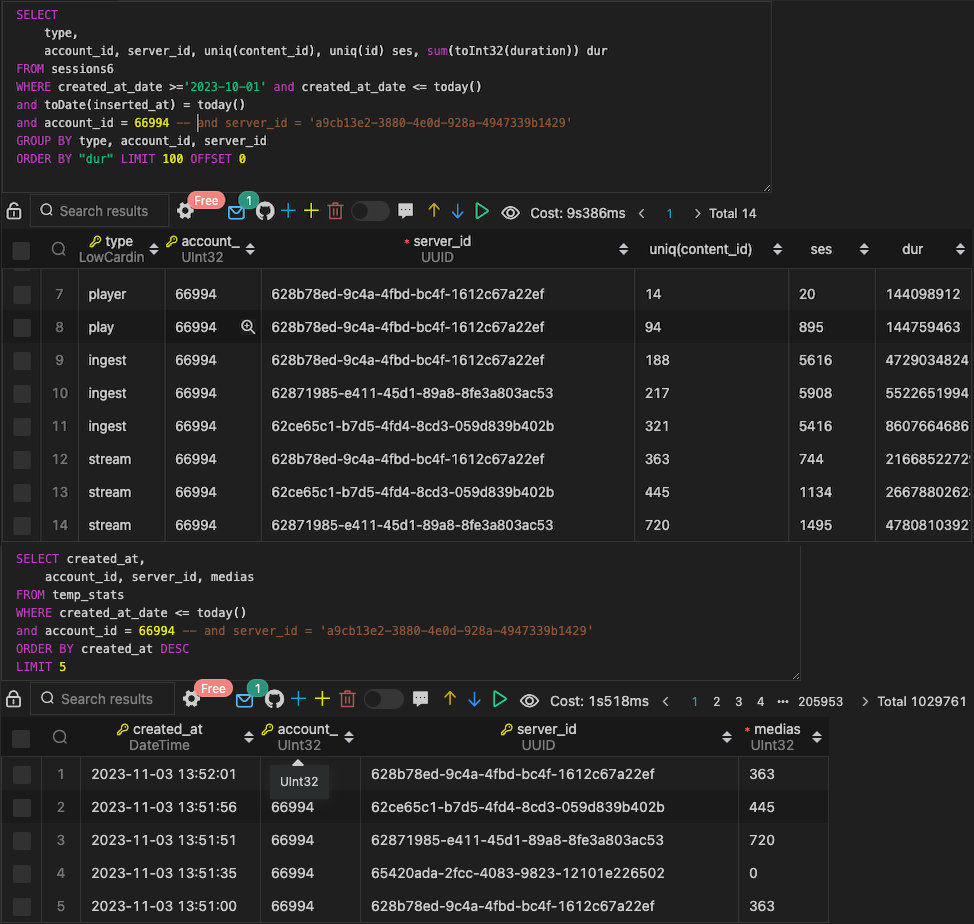 SELECT
type,
account_id, server_id, uniq(content_id), uniq(id) ses, sum(toInt32(duration)) dur
FROM sessions6
WHERE created_at_date >='2023-10-01' and created_at_date <= today()
and toDate(inserted_at) = today()
and account_id = 66994 -- and server_id = 'a9cb13e2-3880-4e0d-928a-4947339b1429'
GROUP BY type, account_id, server_id
ORDER BY "dur" LIMIT 100 OFFSET 0
Search results Free 1 Cost: 9s386ms 1 Total 14
type account_ server_id uniq(content_id) ses dur
LowCardin UInt32 UUID
7 player 66994 628b78ed-9c4a-4fbd-bc4f-1612c67a22ef 14 20 144098912
8 play 66994 628b78ed-9c4a-4fbd-bc4f-1612c67a22ef 94 895 144759463
9 ingest 66994 628b78ed-9c4a-4fbd-bc4f-1612c67a22ef 188 5616 4729034824
10 ingest 66994 62871985-e411-45d1-89a8-8fe3a803ac53 217 5908 5522651994
11 ingest 66994 62ce65c1-b7d5-4fd4-8cd3-059d839b402b 321 5416 8607664686
12 stream 66994 628b78ed-9c4a-4fbd-bc4f-1612c67a22ef 363 744
13 stream 66994 62ce65c1-b7d5-4fd4-8cd3-059d839b402b 445 1134
14 stream 66994 62871985-e411-45d1-89a8-8fe3a803ac53 720 1495
SELECT created_at,
account_id, server_id, medias
FROM temp_stats
WHERE created_at_date <= today()
and account_id = 66994 -- and server_id = 'a9cb13e2-3880-4e0d-928a-4947339b1429'
ORDER BY created_at DESC
LIMIT 5
Search results Free 1 Cost: 1s518ms 1 2 3 4 ••• 205953 Total 1029761
created_at account_ server_id medias
DateTime UInt32 UUID UInt32
1 2023-11-03 13:52:01 628b78ed-9c4a-4fbd-bc4f-1612c67a22ef 363
UInt32
2 2023-11-03 13:51:56 66994 62ce65c1-b7d5-4fd4-8cd3-059d839b402b 445
3 2023-11-03 13:51:51 66994 62871985-e411-45d1-89a8-8fe3a803ac53 720
4 2023-11-03 13:51:35 66994 65420ada-2fcc-4083-9823-12101e226502 0
5 2023-11-03 13:51:00 66994 628b78ed-9c4a-4fbd-bc4f-1612c67a22ef 363